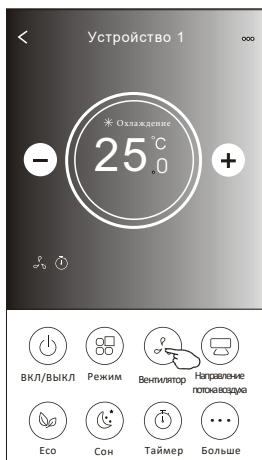 Устройство 1
Охлаждение
25.0°C
ВКЛ/ВЫКЛ
Режим
Вентилятор
Направление
потока воздуха
Eco
Сон
Таймер
Больше